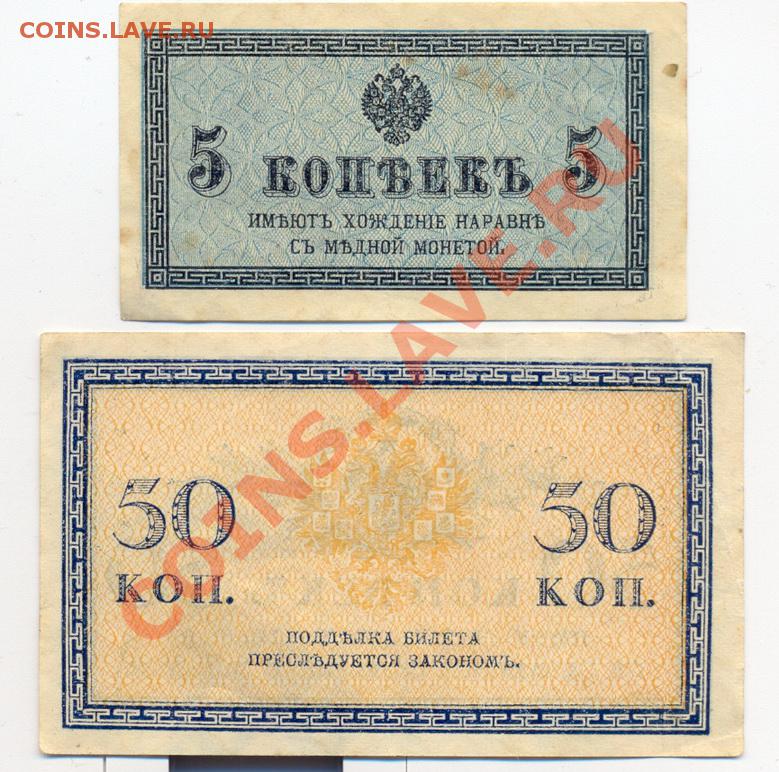 COINS.LAVE.RU
5 КОПѢЕКЪ 5
ИМѢЮТЪ ХОЖДЕНІЕ НАРАВНѢ
СЪ МѢДНОЙ МОНЕТОЙ.
COINS.LAVE.RU
50 50
КОП. КОП.
ПОДДѢЛКА БИЛЕТА
ПРЕСЛѢДУЕТСЯ ЗАКОНОМЪ.